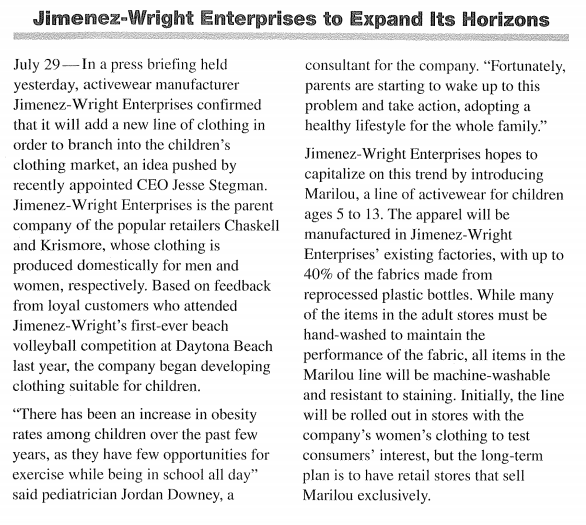 Jimenez-Wright Enterprises to Expand Its Horizons
July 29—In a press briefing held
yesterday, activewear manufacturer
Jimenez-Wright Enterprises confirmed
that it will add a new line of clothing in
order to branch into the children's
clothing market, an idea pushed by
recently appointed CEO Jesse Stegman.
Jimenez-Wright Enterprises is the parent
company of the popular retailers Chaskell
and Krismore, whose clothing is
produced domestically for men and
women, respectively. Based on feedback
from loyal customers who attended
Jimenez-Wright's first-ever beach
volleyball competition at Daytona Beach
last year, the company began developing
clothing suitable for children.
“There has been an increase in obesity
rates among children over the past few
years, as they have few opportunities for
exercise while being in school all day”
said pediatrician Jordan Downey, a
consultant for the company. “Fortunately,
parents are starting to wake up to this
problem and take action, adopting a
healthy lifestyle for the whole family.”
Jimenez-Wright Enterprises hopes to
capitalize on this trend by introducing
Marilou, a line of activewear for children
ages 5 to 13. The apparel will be
manufactured in Jimenez-Wright
Enterprises' existing factories, with up to
40% of the fabrics made from
reprocessed plastic bottles. While many
of the items in the adult stores must be
hand-washed to maintain the
performance of the fabric, all items in the
Marilou line will be machine-washable
and resistant to staining. Initially, the line
will be rolled out in stores with the
company's women's clothing to test
consumers' interest, but the long-term
plan is to have retail stores that sell
Marilou exclusively.